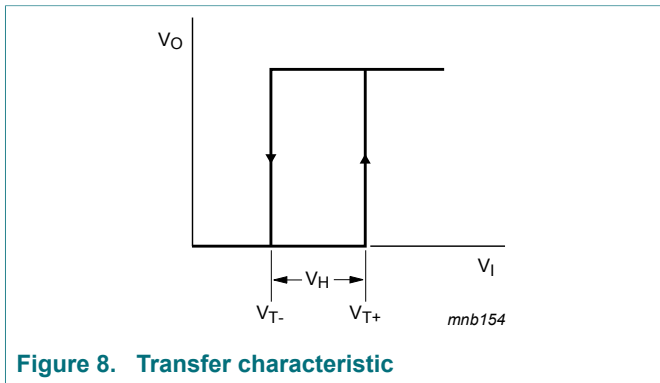 VO
VH
VI
VT-
VT+
mnb154
Figure 8. Transfer characteristic